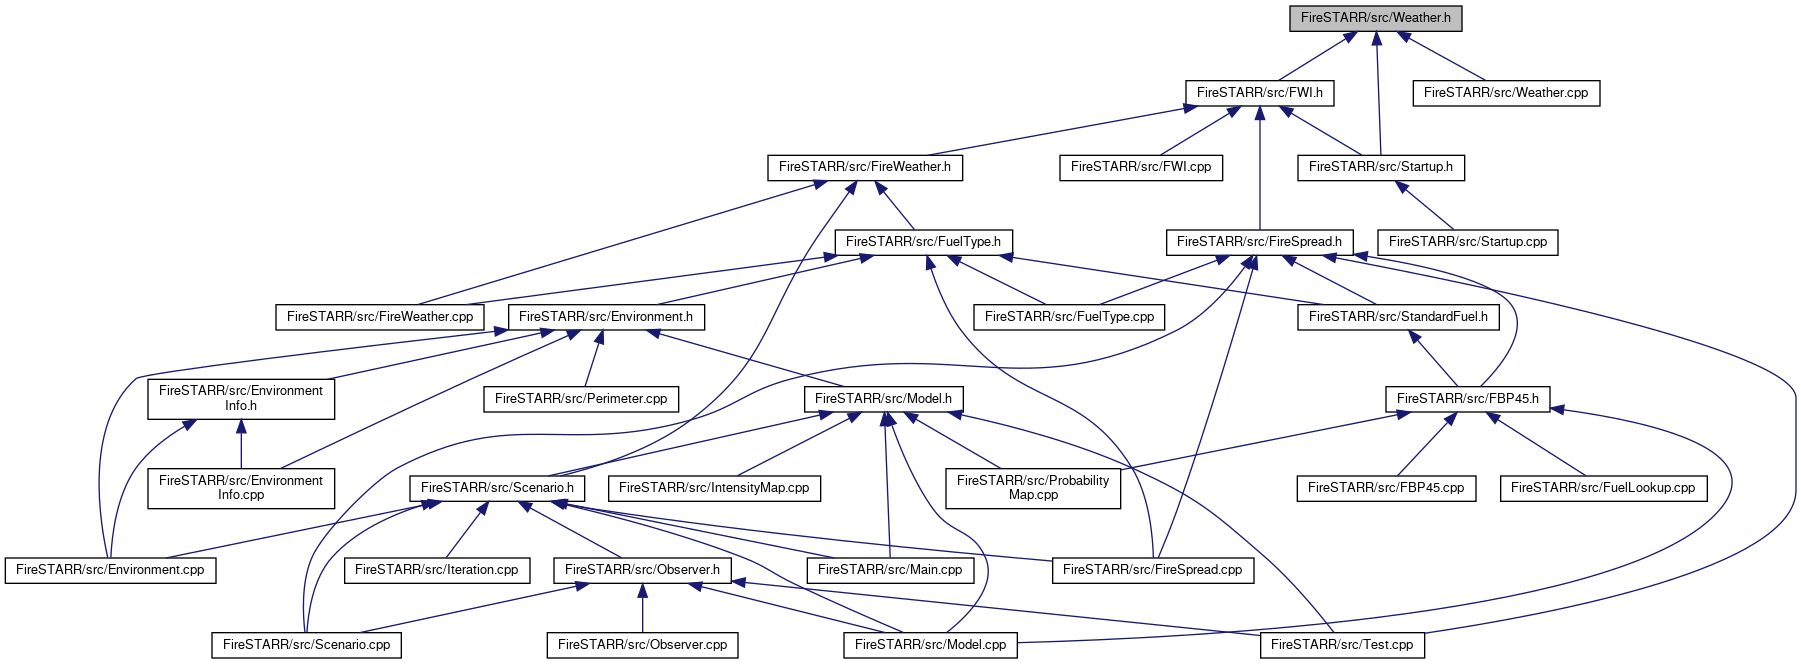 FireSTARR/src/Weather.h
FireSTARR/src/FWI.h
FireSTARR/src/Weather.cpp
FireSTARR/src/FireWeather.h
FireSTARR/src/FWI.cpp
FireSTARR/src/Startup.h
FireSTARR/src/FuelType.h
FireSTARR/src/FireSpread.h
FireSTARR/src/Startup.cpp
FireSTARR/src/FireWeather.cpp
FireSTARR/src/Environment.h
FireSTARR/src/FuelType.cpp
FireSTARR/src/StandardFuel.h
FireSTARR/src/Environment
Info.h
FireSTARR/src/Perimeter.cpp
FireSTARR/src/Model.h
FireSTARR/src/FBP45.h
FireSTARR/src/Environment
Info.cpp
FireSTARR/src/Scenario.h
FireSTARR/src/IntensityMap.cpp
FireSTARR/src/Probability
Map.cpp
FireSTARR/src/FBP45.cpp
FireSTARR/src/FuelLookup.cpp
FireSTARR/src/Environment.cpp
FireSTARR/src/Iteration.cpp
FireSTARR/src/Observer.h
FireSTARR/src/Main.cpp
FireSTARR/src/FireSpread.cpp
FireSTARR/src/Scenario.cpp
FireSTARR/src/Observer.cpp
FireSTARR/src/Model.cpp
FireSTARR/src/Test.cpp